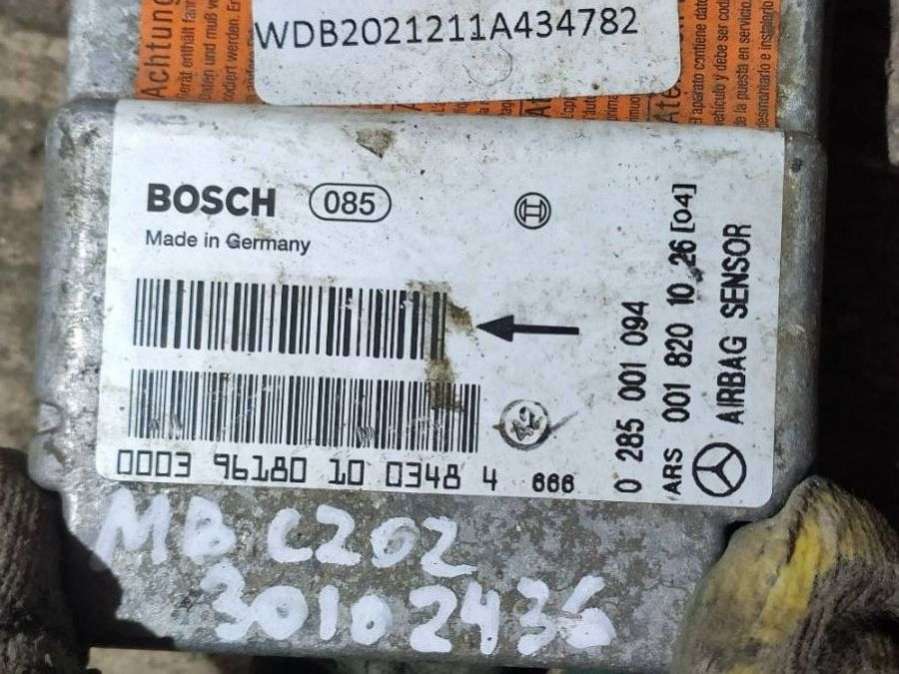 WDB2021211A434782
Achtung
BOSCH 085
Made in Germany
0003 96180 10 0348 4 666
0 285 001 094
ARS 001 820 10 26 [04]
AIRBAG SENSOR
MB C202
30102436